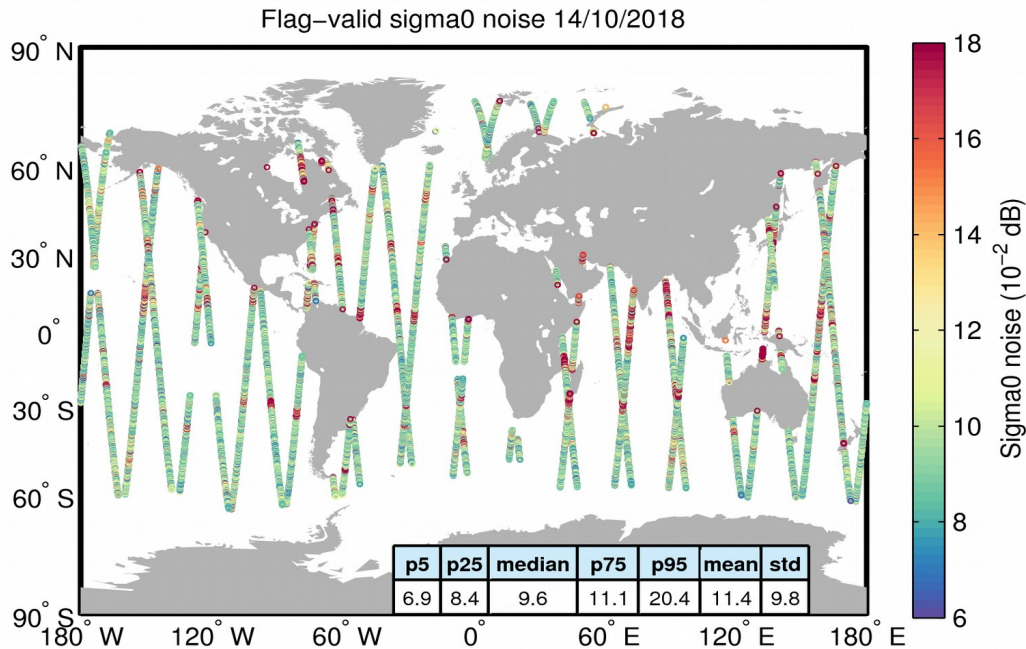 Flag−valid sigma0 noise 14/10/2018
90° N
60° N
30° N
0°
30° S
60° S
90° S
180° W
120° W
60° W
0°
60° E
120° E
180° E
p5 p25 median p75 p95 mean std
6.9 8.4 9.6 11.1 20.4 11.4 9.8
18
16
14
12
10
8
6
Sigma0 noise (10⁻² dB)